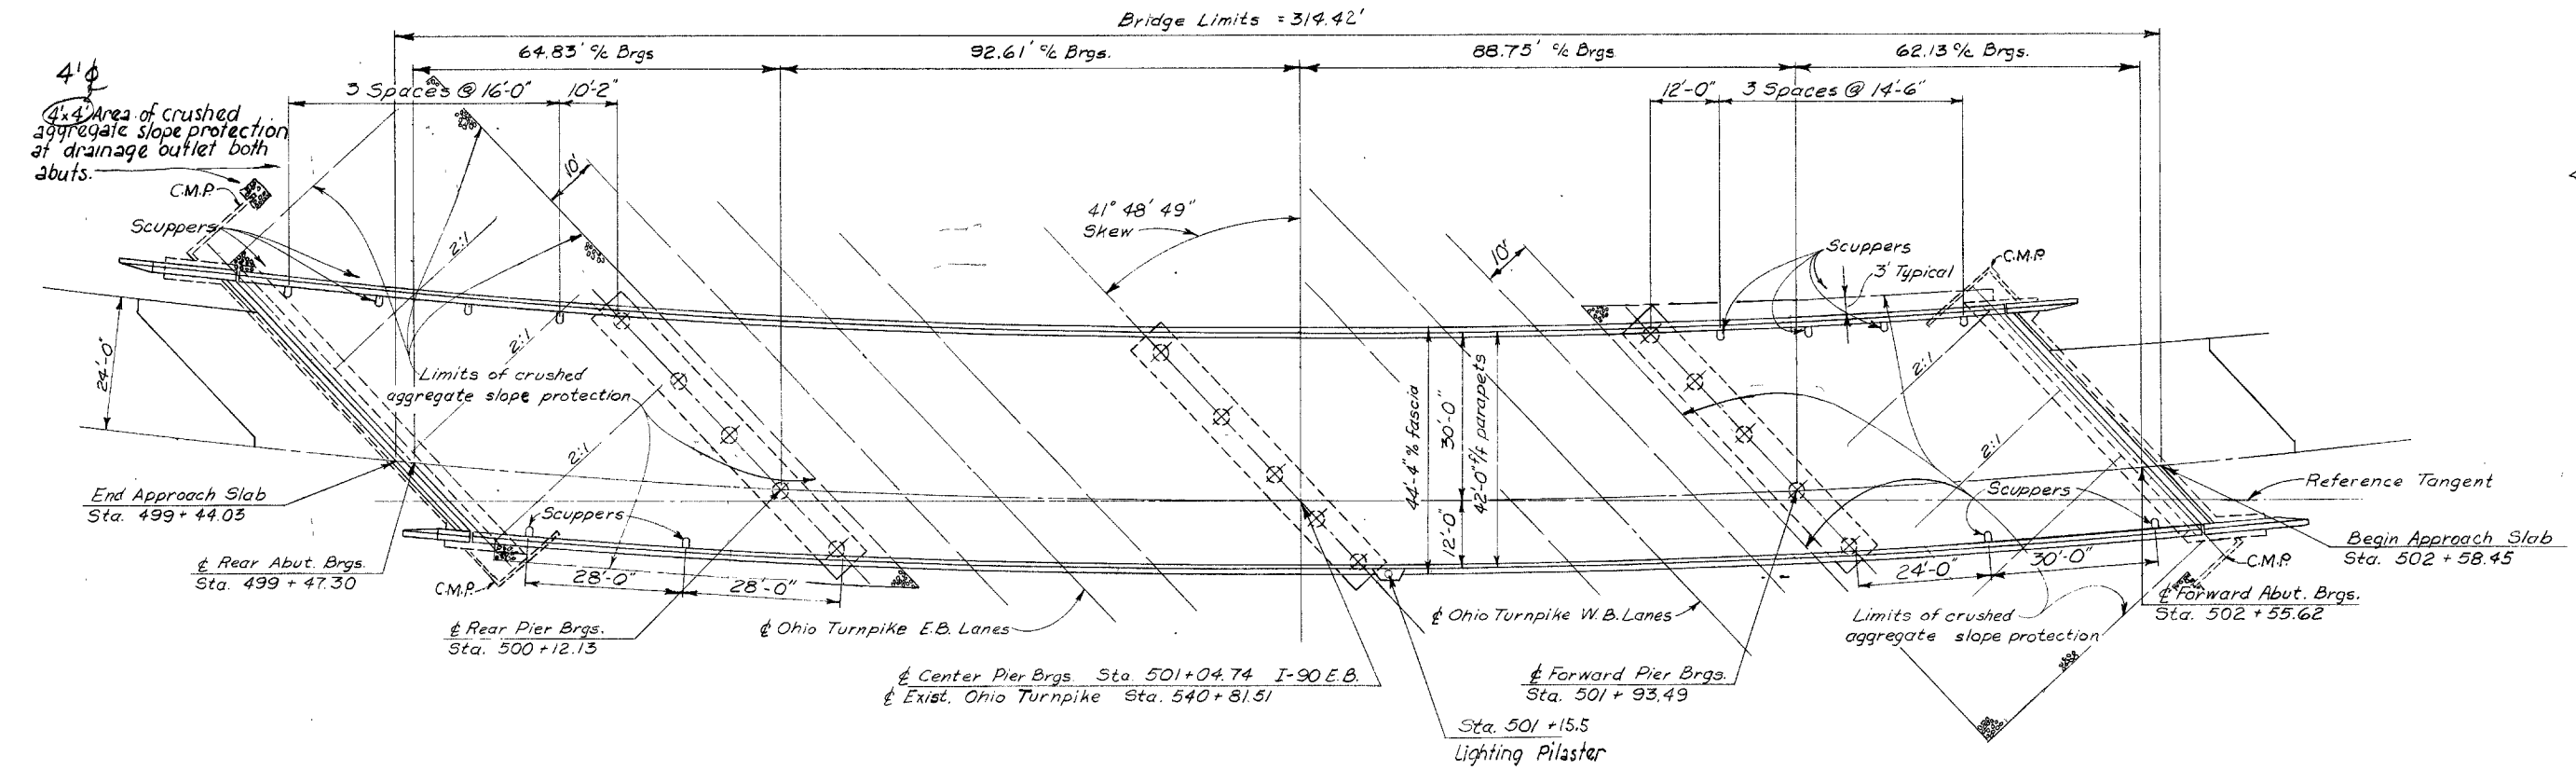 Bridge Limits = 314.42'
64.83' c/c Brgs
92.61' c/c Brgs.
88.75' c/c Brgs
62.13 c/c Brgs.
4'ϕ
3 Spaces @ 16'-0"
10'-2"
12'-0"
3 Spaces @ 14'-6"
4'x4' Area of crushed
aggregate slope protection
at drainage outlet both
abuts.
C.M.P.
Scuppers
10'
2:1
41° 48' 49"
Skew
10'
Scuppers
3' Typical
C.M.P.
24'-0"
2:1
2:1
Limits of crushed
aggregate slope protection
2:1
44'-4" % fascia
30'-0"
42'-0" f/f parapets
12'-0"
2:1
End Approach Slab
Sta. 499+44.03
Scuppers
Scuppers
Reference Tangent
℄ Rear Abut. Brgs.
Sta. 499 + 47.30
C.M.P.
28'-0"
28'-0"
24'-0"
30'-0"
C.M.P.
Begin Approach Slab
Sta. 502 + 58.45
℄ Forward Abut. Brgs.
Sta. 502 + 55.62
℄ Rear Pier Brgs.
Sta. 500 +12.13
℄ Ohio Turnpike E.B. Lanes
℄ Ohio Turnpike W.B. Lanes
Limits of crushed
aggregate slope protection
℄ Center Pier Brgs. Sta. 501+04.74 I-90 E.B.
℄ Exist. Ohio Turnpike Sta. 540 + 81.51
℄ Forward Pier Brgs.
Sta. 501 + 93.49
Sta. 501 +15.5
Lighting Pilaster